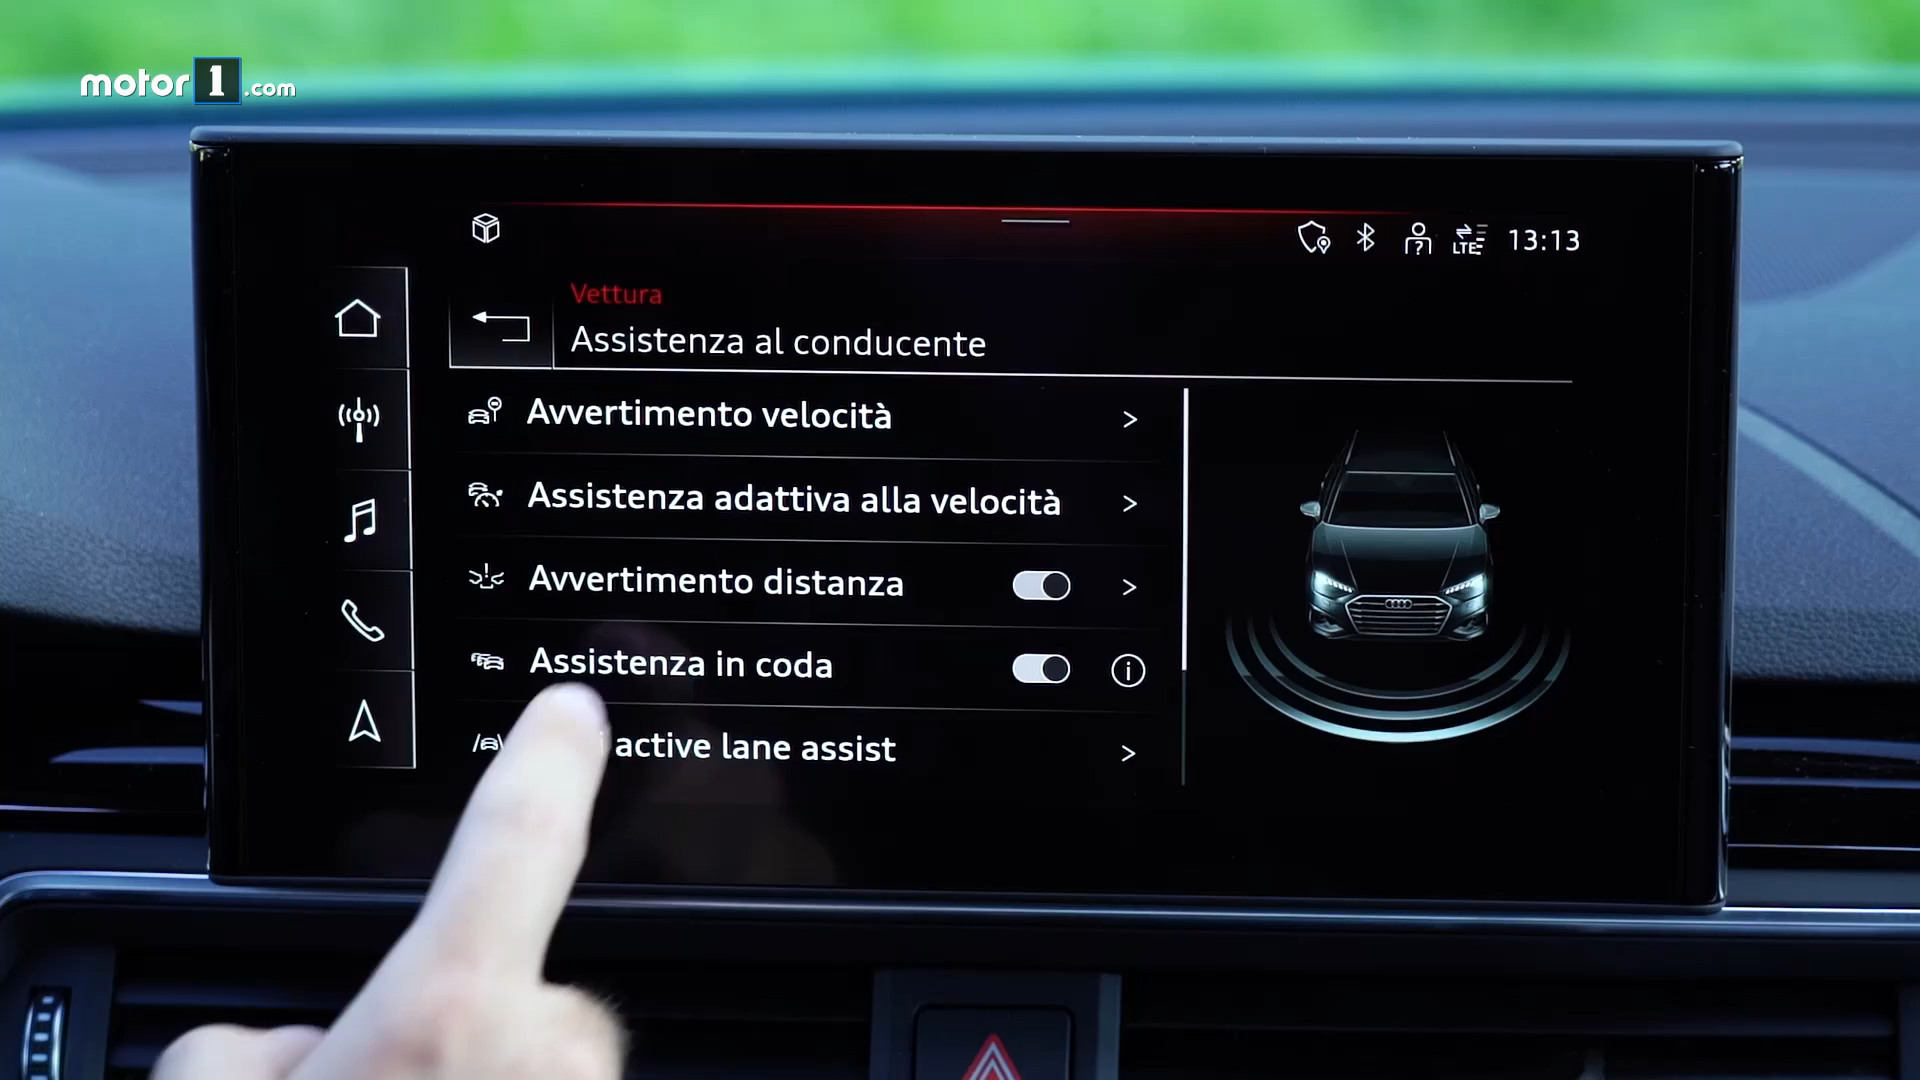 motor1.com
LTE 13:13
Vettura
Assistenza al conducente
Avvertimento velocità
Assistenza adattiva alla velocità
Avvertimento distanza
Assistenza in coda
active lane assist